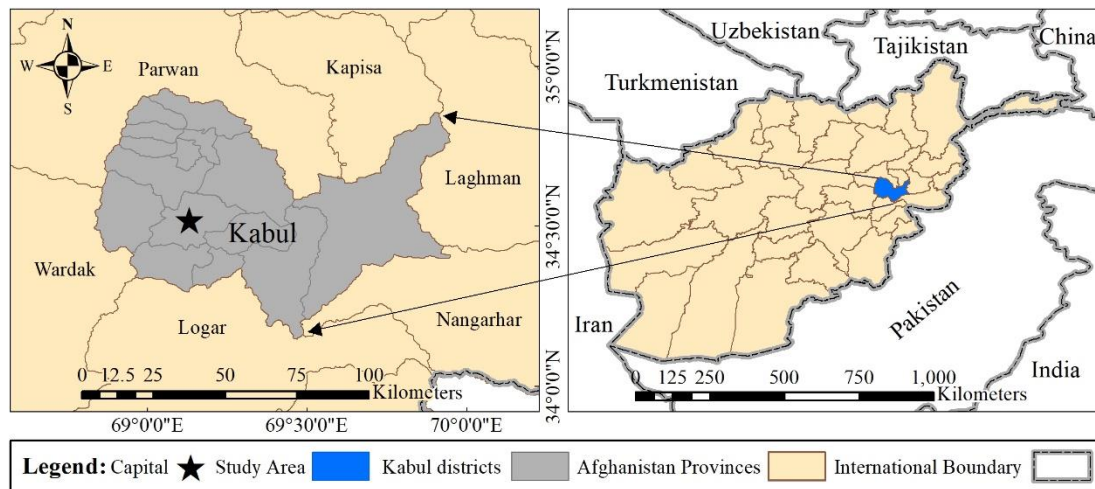 N
W E
S
Parwan
Kapisa
Laghman
Kabul
Wardak
Logar
Nangarhar
0 12.5 25 50 75 100
Kilometers
69°0'0"E 69°30'0"E 70°0'0"E
35°0'0"N
34°30'0"N
34°0'0"N
Uzbekistan
Tajikistan
China
Turkmenistan
Iran
Pakistan
India
0 125 250 500 750 1,000
Kilometers
Legend: Capital Study Area Kabul districts Afghanistan Provinces International Boundary